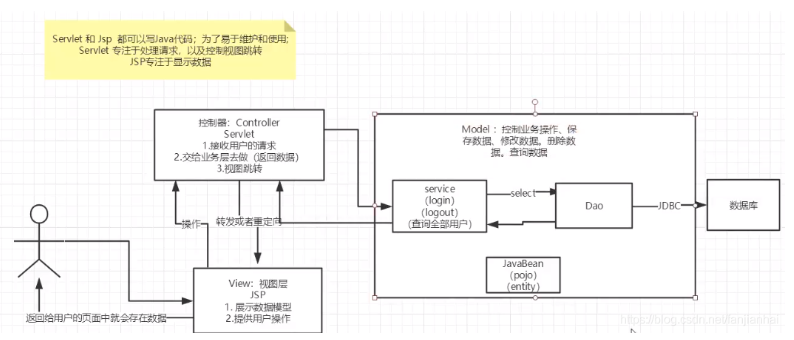 Servlet 和 Jsp 都可以写Java代码；为了易于维护和使用;
Servlet 专注于处理请求，以及控制视图跳转
JSP专注于显示数据
控制器：Controller
Servlet
1.接收用户的请求
2.交给业务层去做（返回数据）
3.视图跳转
Model ：控制业务操作、保
存数据、修改数据。删除数
据。查询数据
service
（login）
（logout）
（查询全部用户）
select
Dao
JDBC
数据库
操作
转发或者重定向
JavaBean
（pojo）
（entity）
View：视图层
JSP
1. 展示数据模型
2.提供用户操作
返回给用户的页面中就会存在数据